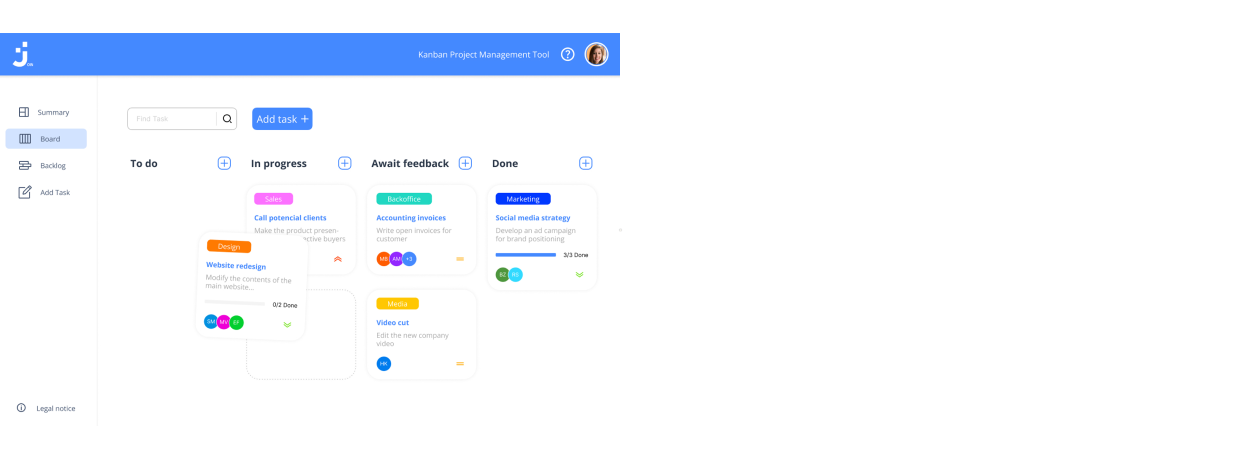 Kanban Project Management Tool
Summary
Board
Backlog
Add Task
Legal notice
Find Task
Add task +
To do
In progress
Await feedback
Done
Design
Website redesign
Modify the contents of the
main website...
0/2 Done
SM MV EF
Sales
Call potencial clients
Make the product presen-
ctive buyers
Backoffice
Accounting invoices
Write open invoices for
customer
MB AM +3
Media
Video cut
Edit the new company
video
HK
Marketing
Social media strategy
Develop an ad campaign
for brand positioning
3/3 Done